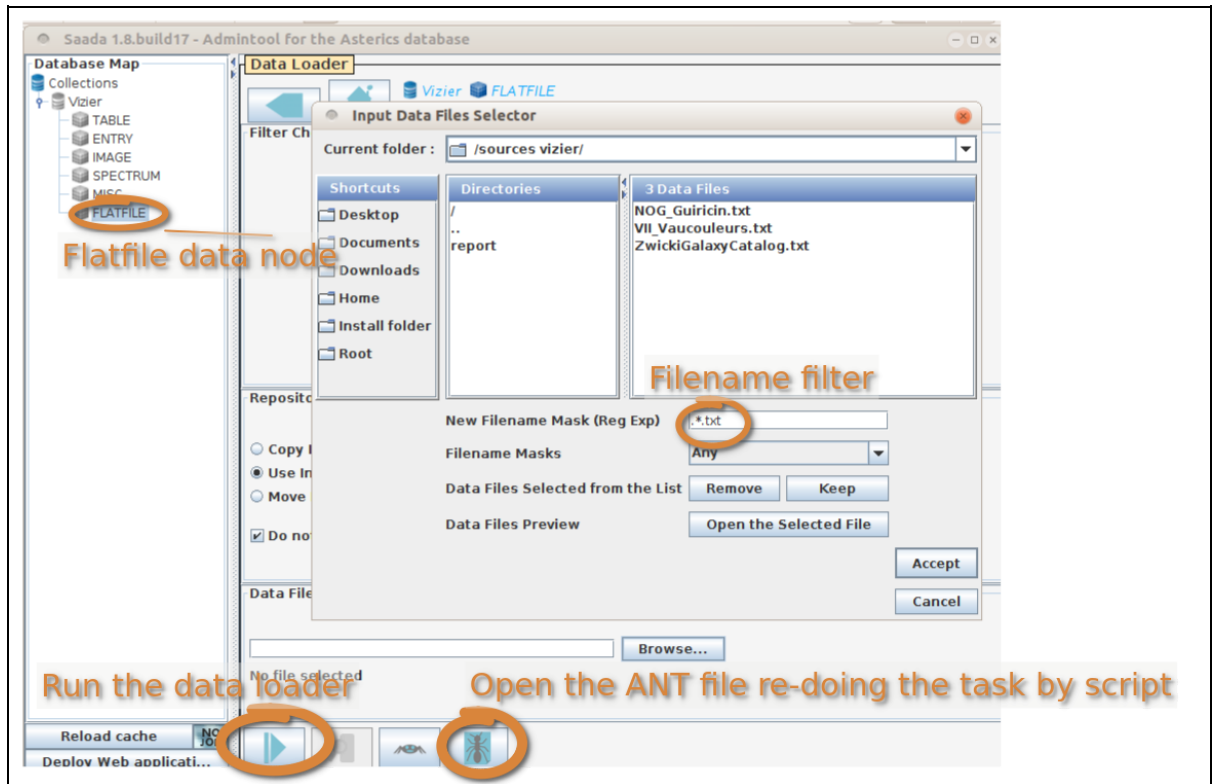 Saada 1.8.build17 - Admintool for the Asterics database
Database Map
Collections
Vizier
TABLE
ENTRY
IMAGE
SPECTRUM
MISC
FLATFILE
Flatfile data node
Data Loader
Vizier FLATFILE
Filter Ch
Input Data Files Selector
Current folder : /sources vizier/
Shortcuts
Desktop
Documents
Downloads
Home
Install folder
Root
Directories
/
..
report
3 Data Files
NOG_Guiricin.txt
VII_Vaucouleurs.txt
ZwickiGalaxyCatalog.txt
Filename filter
New Filename Mask (Reg Exp) .*.txt
Filename Masks Any
Data Files Selected from the List Remove Keep
Data Files Preview Open the Selected File
Accept
Cancel
Reposito
Copy
Use In
Move
Do no
Data File
Browse...
No file selected
Run the data loader
Open the ANT file re-doing the task by script
Reload cache
NO
JOB
Deploy Web applicati...